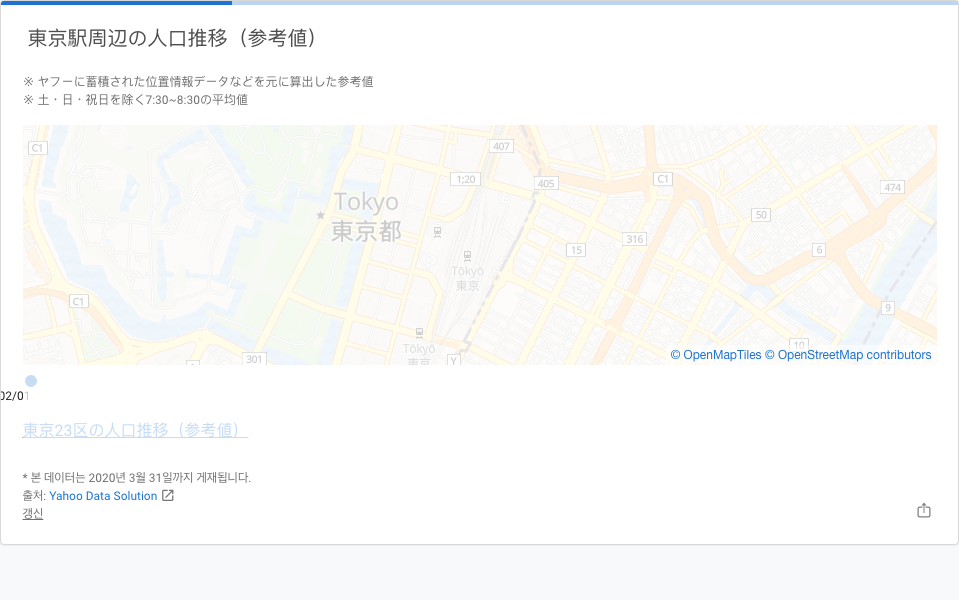 東京駅周辺の人口推移（参考値）
※ ヤフーに蓄積された位置情報データなどを元に算出した参考値
※ 土・日・祝日を除く7:30~8:30の平均値
C1
407
1;20
405
C1
474
Tokyo
東京都
50
316
15
6
Tōkyō
東京
C1
9
10
301
Tōkyō
東京
Y
© OpenMapTiles © OpenStreetMap contributors
02/01
東京23区の人口推移（参考値）
* 본 데이터는 2020년 3월 31일까지 게재됩니다.
출처: Yahoo Data Solution
갱신